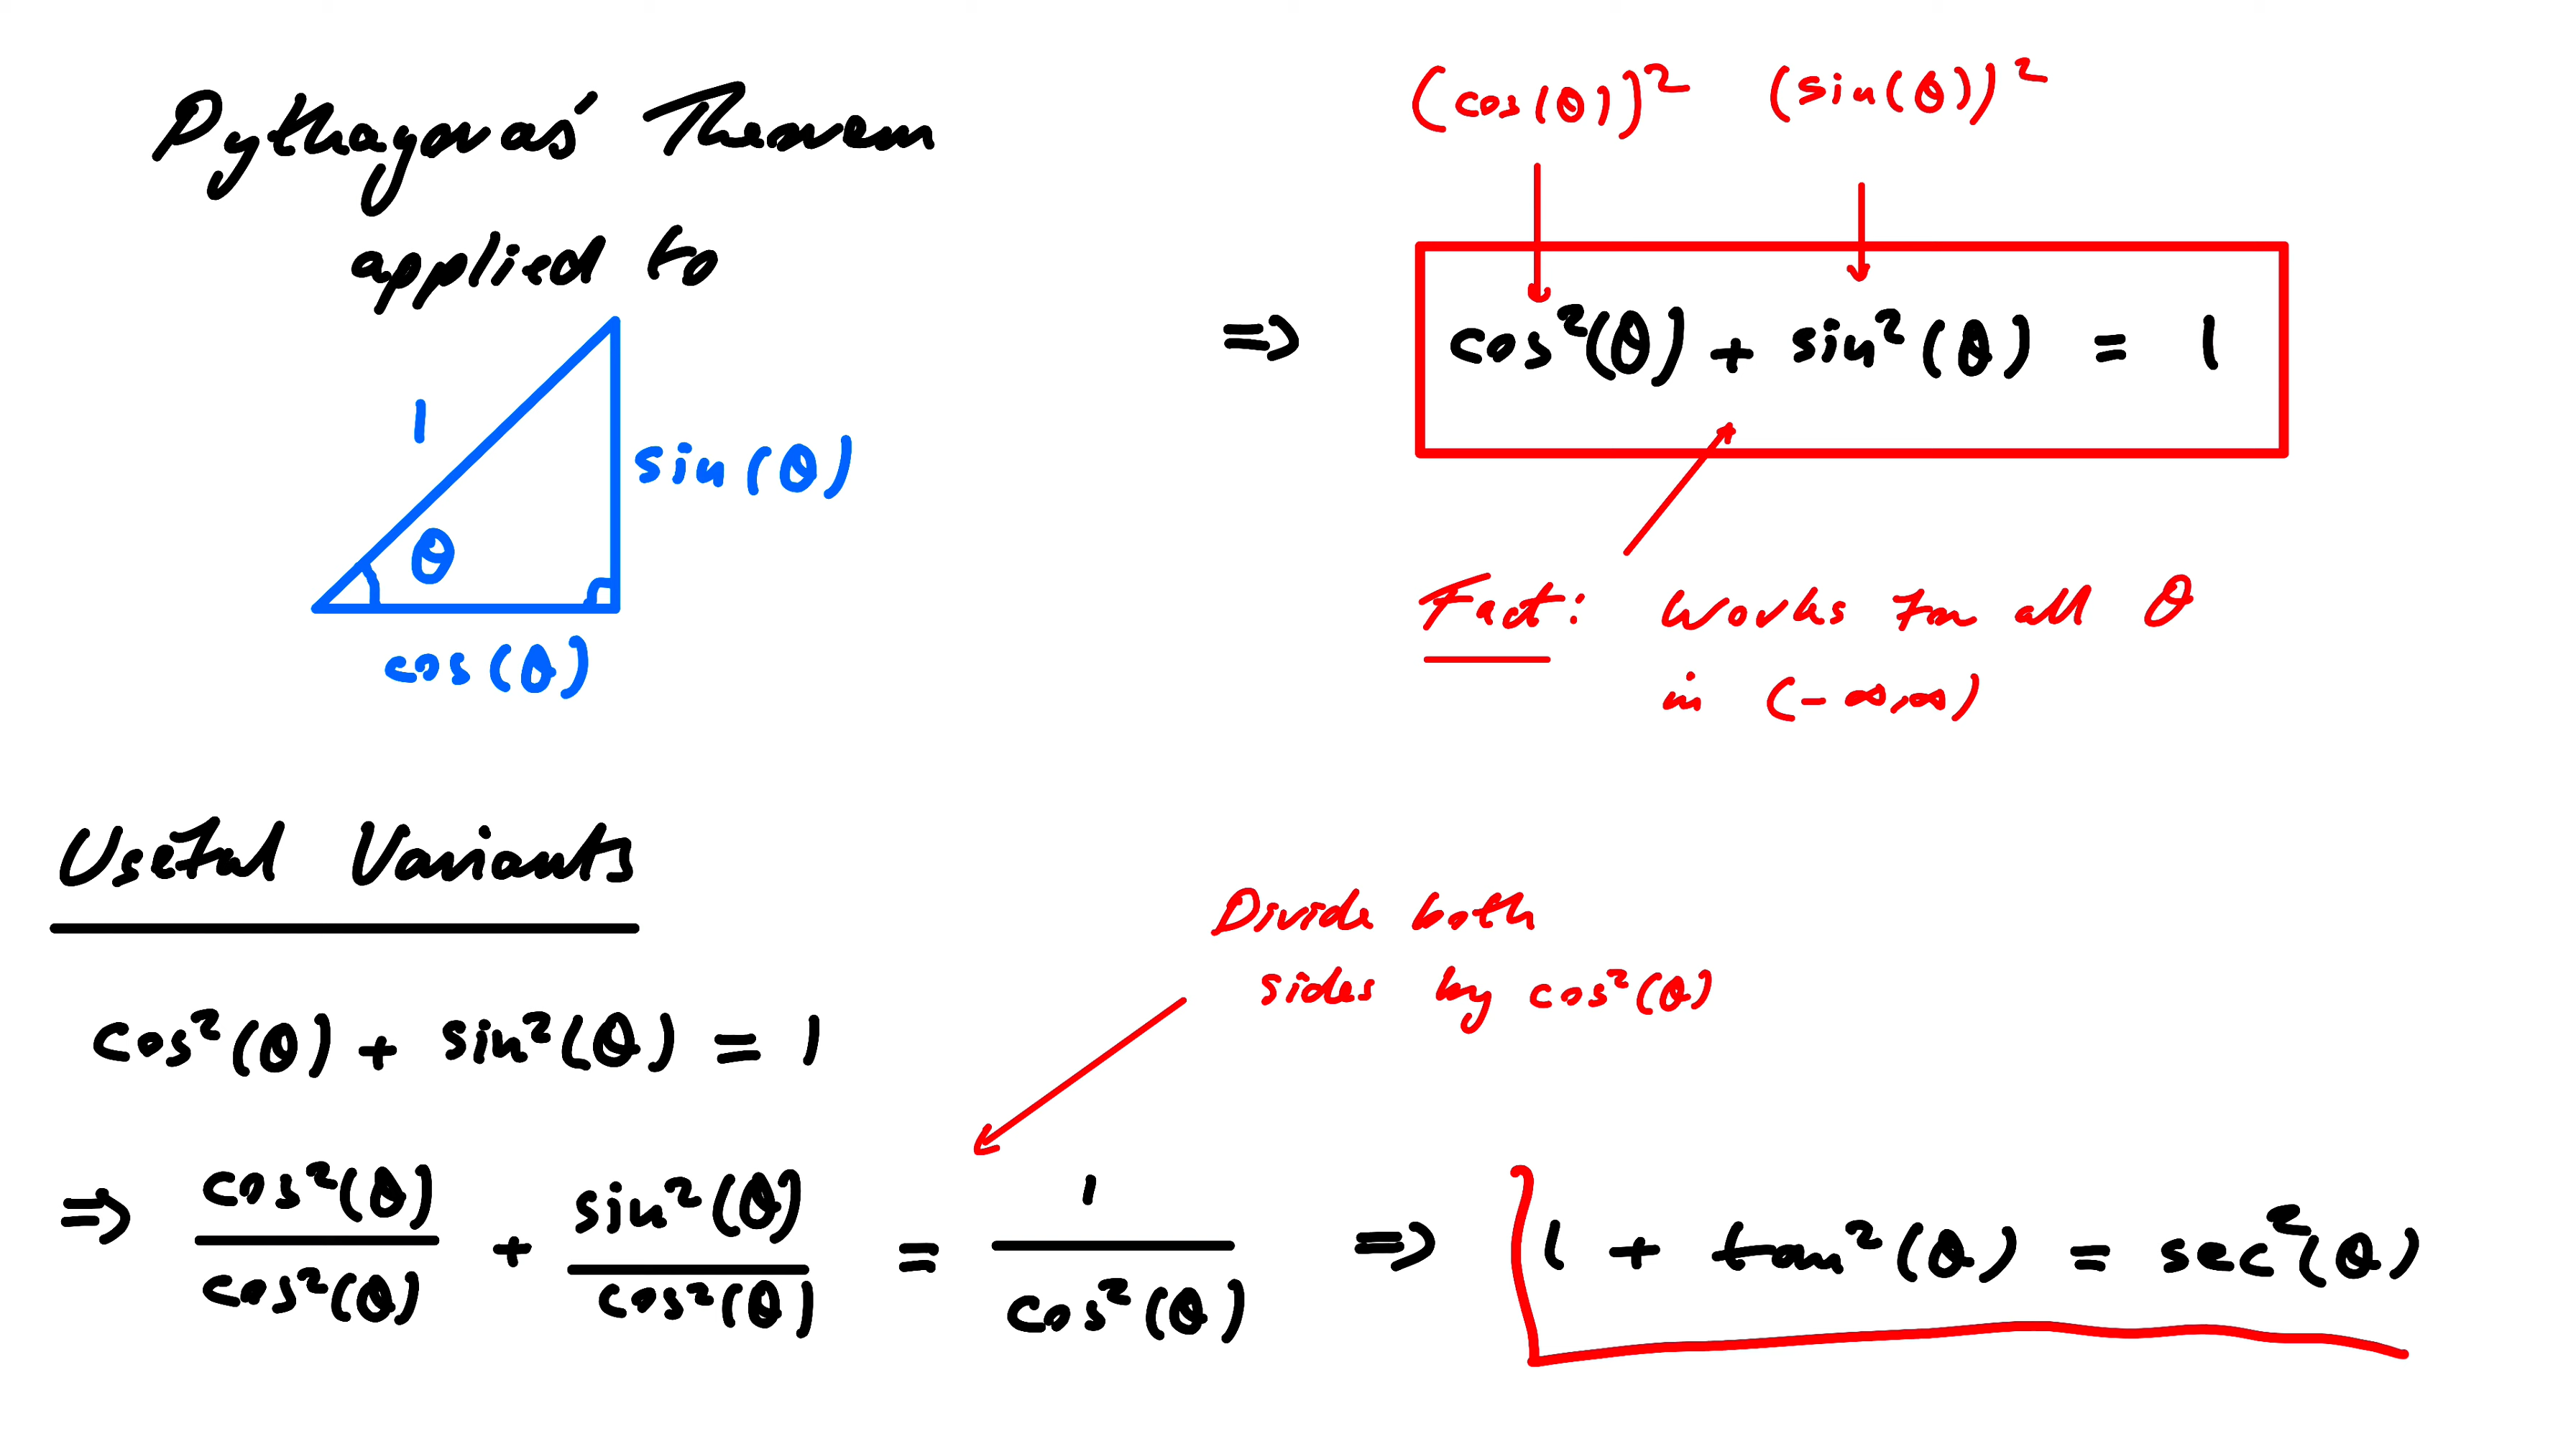 Pythagoras' Theorem
applied to
1
sin(θ)
θ
cos(θ)
(cos(θ))² (sin(θ))²
⇒ cos²(θ) + sin²(θ) = 1
Fact: Works for all θ
in (-∞,∞)
Useful Variants
Divide both
sides by cos²(θ)
cos²(θ) + sin²(θ) = 1
⇒ cos²(θ)/cos²(θ) + sin²(θ)/cos²(θ) = 1/cos²(θ) ⇒ 1 + tan²(θ) = sec²(θ)